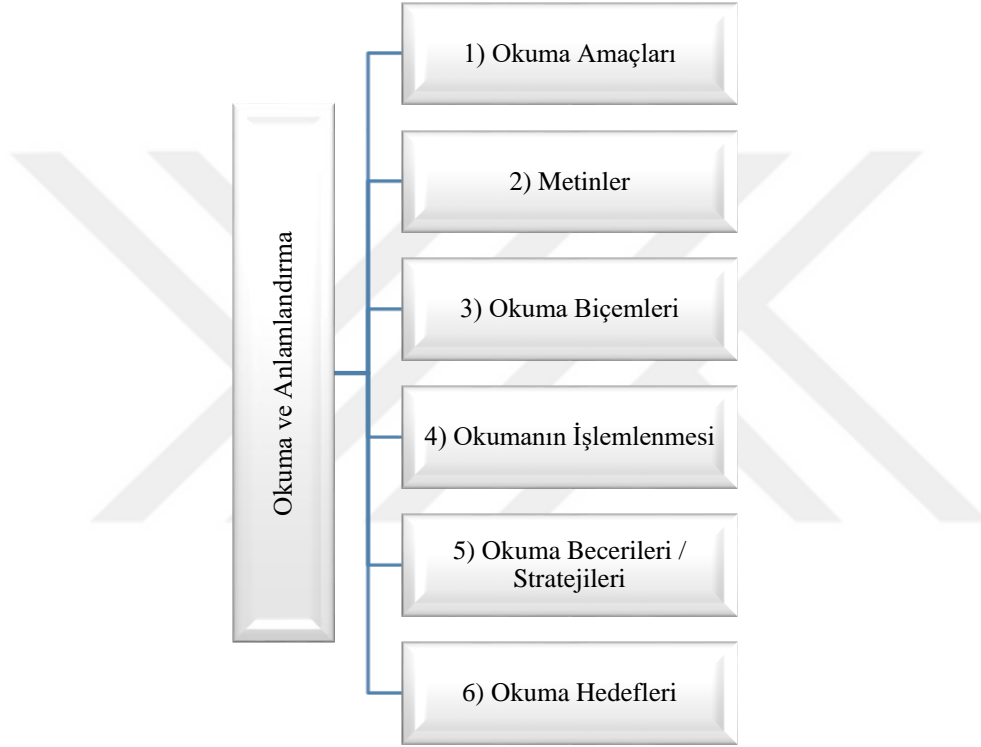 Okuma ve Anlamlandırma
1) Okuma Amaçları
2) Metinler
3) Okuma Biçemleri
4) Okumanın İşlemlenmesi
5) Okuma Becerileri /
Stratejileri
6) Okuma Hedefleri